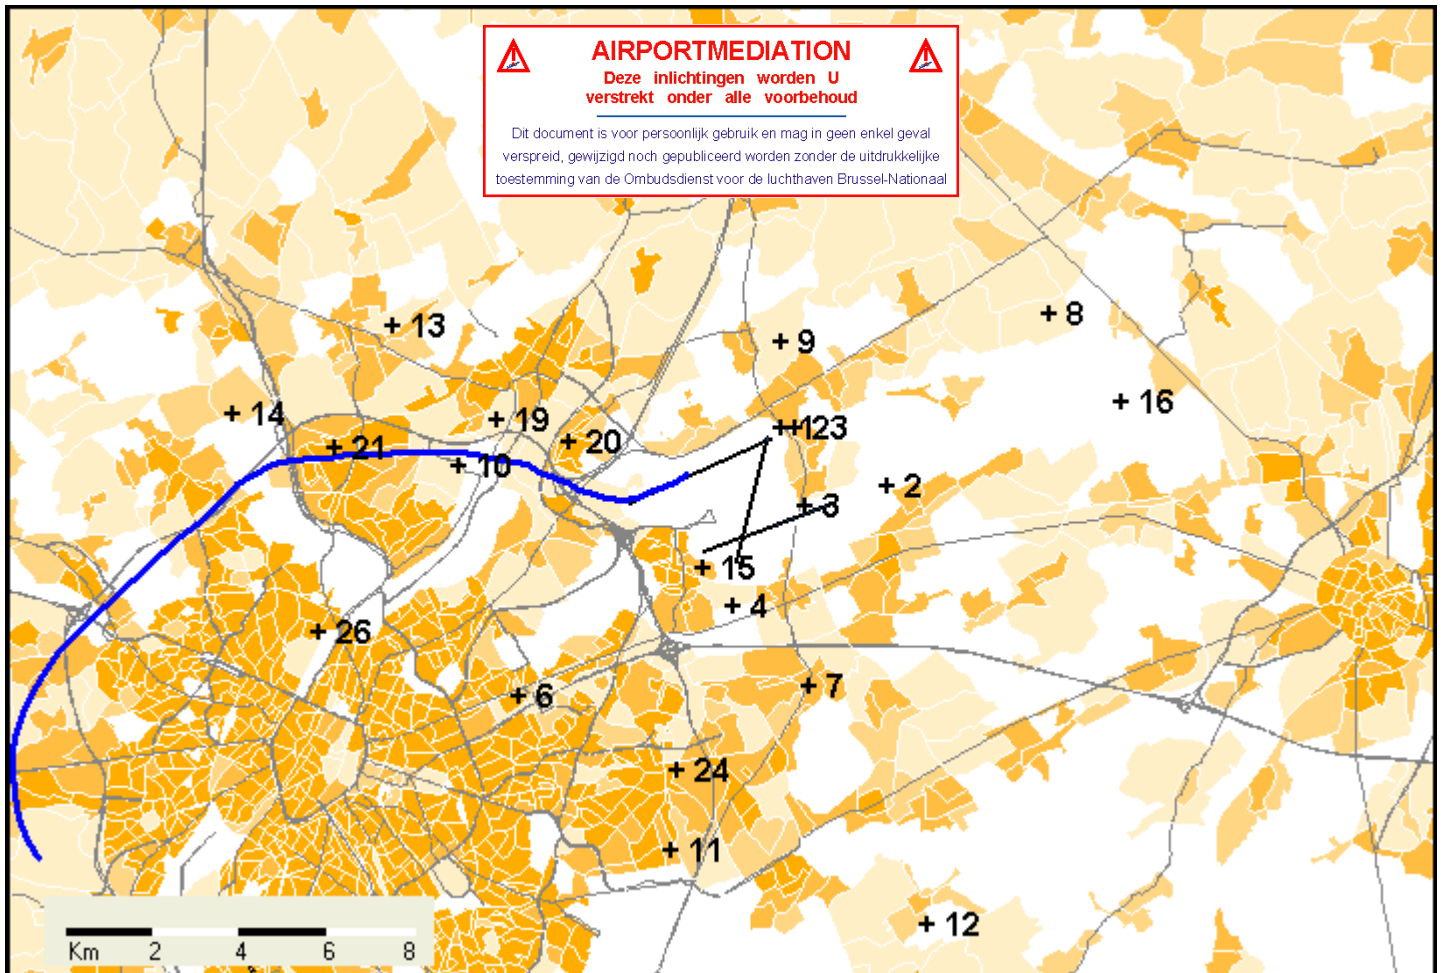 AIRPORTMEDIATION
Deze inlichtingen worden U
verstrekt onder alle voorbehoud
Dit document is voor persoonlijk gebruik en mag in geen enkel geval
verspreid, gewijzigd noch gepubliceerd worden zonder de uitdrukkelijke
toestemming van de Ombudsdienst voor de luchthaven Brussel-Nationaal
+ 8
+ 13
+ 9
+ 16
+ 14
+ 19
++123
+ 20
+ 21
+ 10
+ 2
+ 3
+ 15
+ 4
+ 26
+ 7
+ 6
+ 24
+ 11
+ 12
Km 2 4 6 8